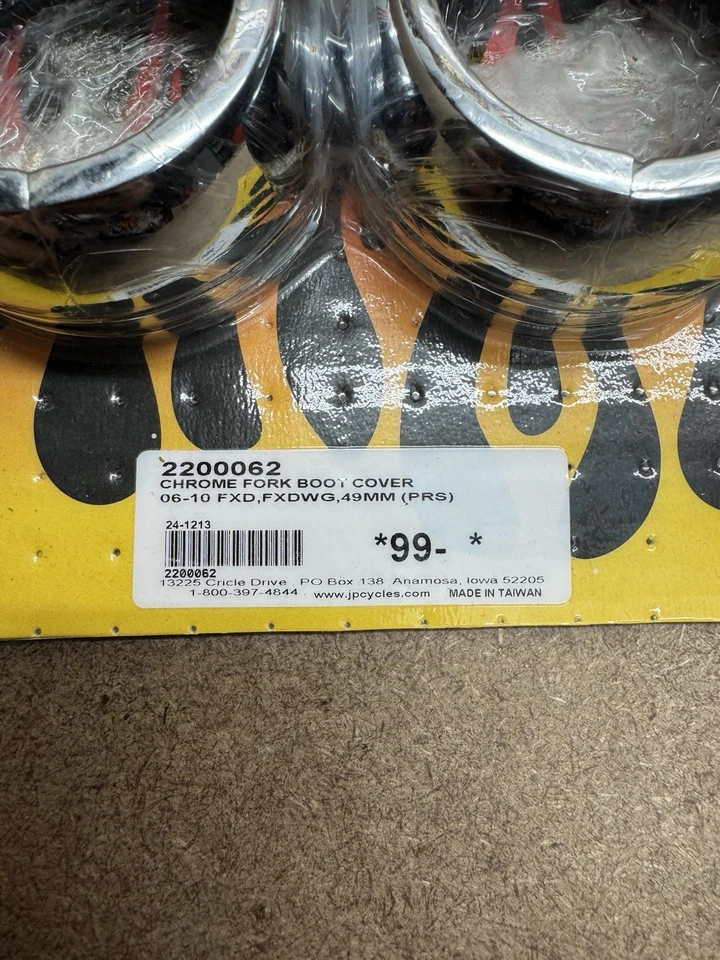 2200062
CHROME FORK BOOT COVER
06-10 FXD,FXDWG,49MM (PRS)
24-1213
*99- *
2200062
13225 Cricle Drive PO Box 138 Anamosa, Iowa 52205
1-800-397-4844 www.jpcycles.com MADE IN TAIWAN